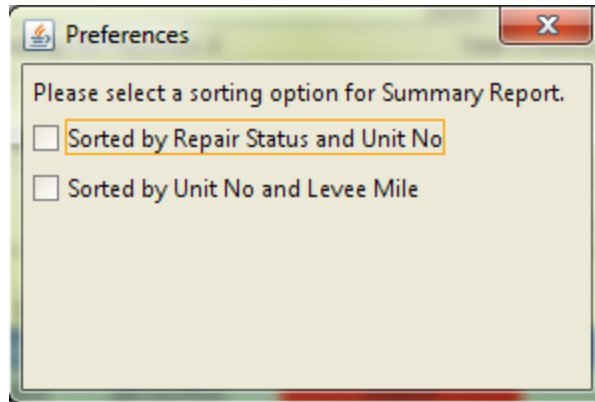 Preferences
Please select a sorting option for Summary Report.
Sorted by Repair Status and Unit No
Sorted by Unit No and Levee Mile